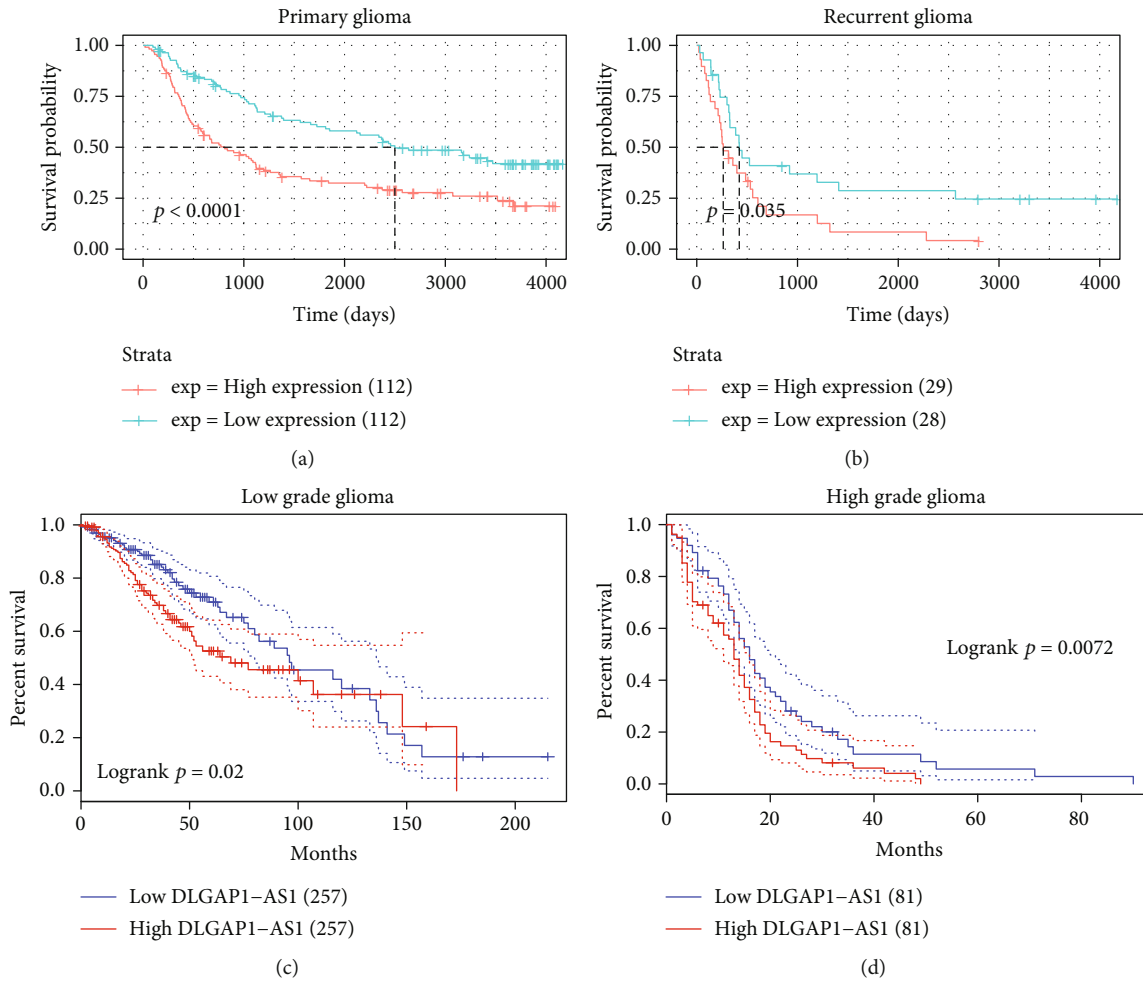 Primary glioma
1.00
0.75
0.50
0.25
0.00
Survival probability
p < 0.0001
0 1000 2000 3000 4000
Time (days)
Strata
exp = High expression (112)
exp = Low expression (112)
(a)
Recurrent glioma
1.00
0.75
0.50
0.25
0.00
Survival probability
p = 0.035
0 1000 2000 3000 4000
Time (days)
Strata
exp = High expression (29)
exp = Low expression (28)
(b)
Low grade glioma
1.0
0.8
0.6
0.4
0.2
0.0
Percent survival
Logrank p = 0.02
0 50 100 150 200
Months
Low DLGAP1−AS1 (257)
High DLGAP1−AS1 (257)
(c)
High grade glioma
1.0
0.8
0.6
0.4
0.2
0.0
Percent survival
Logrank p = 0.0072
0 20 40 60 80
Months
Low DLGAP1−AS1 (81)
High DLGAP1−AS1 (81)
(d)